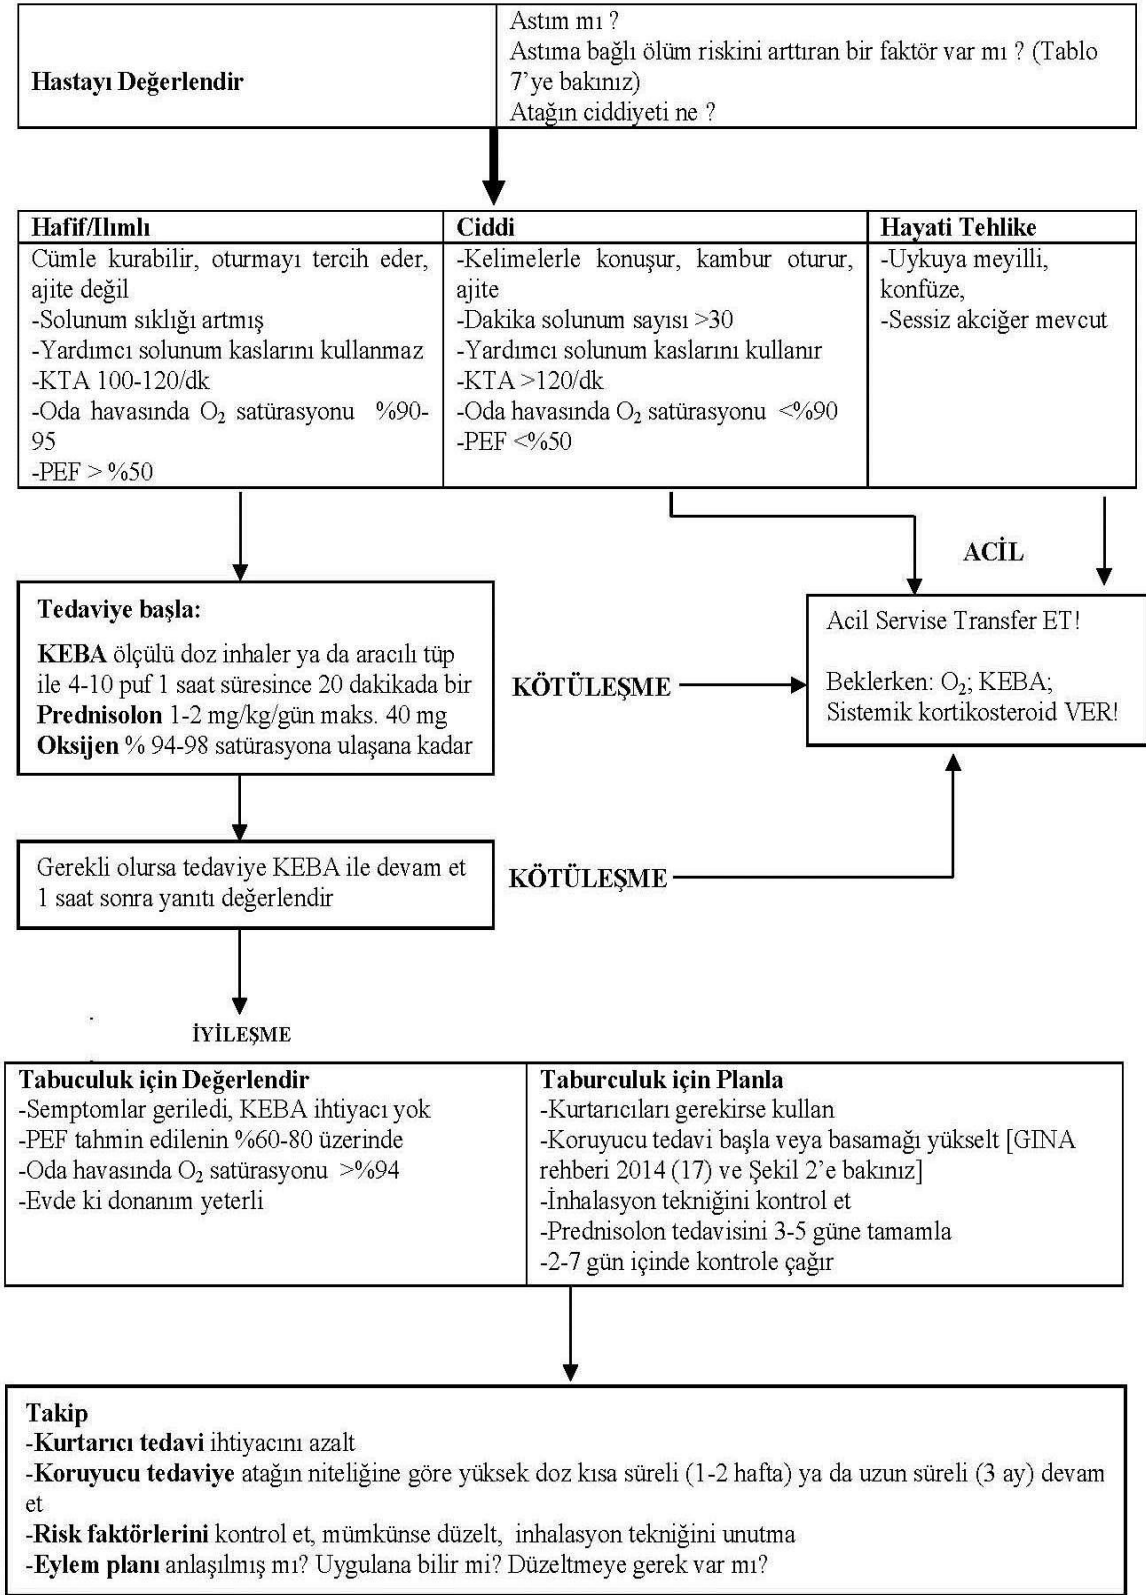 Hastayı Değerlendir
Astım mı ?
Astıma bağlı ölüm riskini arttıran bir faktör var mı ? (Tablo
7’ye bakınız)
Atağın ciddiyeti ne ?
Hafif/Ilımlı
Cümle kurabilir, oturmayı tercih eder,
ajite değil
-Solunum sıklığı artmış
-Yardımcı solunum kaslarını kullanmaz
-KTA 100-120/dk
-Oda havasında O₂ satürasyonu %90-
95
-PEF > %50
Ciddi
-Kelimelerle konuşur, kambur oturur,
ajite
-Dakika solunum sayısı >30
-Yardımcı solunum kaslarını kullanır
-KTA >120/dk
-Oda havasında O₂ satürasyonu <%90
-PEF <%50
Hayati Tehlike
-Uykuya meyilli,
konfüze,
-Sessiz akciğer mevcut
ACİL
Tedaviye başla:
KEBA ölçülü doz inhaler ya da aracılı tüp
ile 4-10 puf 1 saat süresince 20 dakikada bir
Prednisolon 1-2 mg/kg/gün maks. 40 mg
Oksijen % 94-98 satürasyona ulaşana kadar
KÖTÜLEŞME
Acil Servise Transfer ET!
Beklerken: O₂; KEBA;
Sistemik kortikosteroid VER!
Gerekli olursa tedaviye KEBA ile devam et
1 saat sonra yanıtı değerlendir
KÖTÜLEŞME
İYİLEŞME
Tabuculuk için Değerlendir
-Semptomlar geriledi, KEBA ihtiyacı yok
-PEF tahmin edilenin %60-80 üzerinde
-Oda havasında O₂ satürasyonu >%94
-Evde ki donanım yeterli
Taburculuk için Planla
-Kurtarıcıları gerekirse kullan
-Koruyucu tedavi başla veya basamağı yükselt [GINA
rehberi 2014 (17) ve Şekil 2’e bakınız]
-İnhalasyon tekniğini kontrol et
-Prednisolon tedavisini 3-5 güne tamamla
-2-7 gün içinde kontrole çağır
Takip
-Kurtarıcı tedavi ihtiyacını azalt
-Koruyucu tedaviye atağın niteliğine göre yüksek doz kısa süreli (1-2 hafta) ya da uzun süreli (3 ay) devam
et
-Risk faktörlerini kontrol et, mümkünse düzelt, inhalasyon tekniğini unutma
-Eylem planı anlaşılmış mı? Uygulana bilir mi? Düzeltmeye gerek var mı?